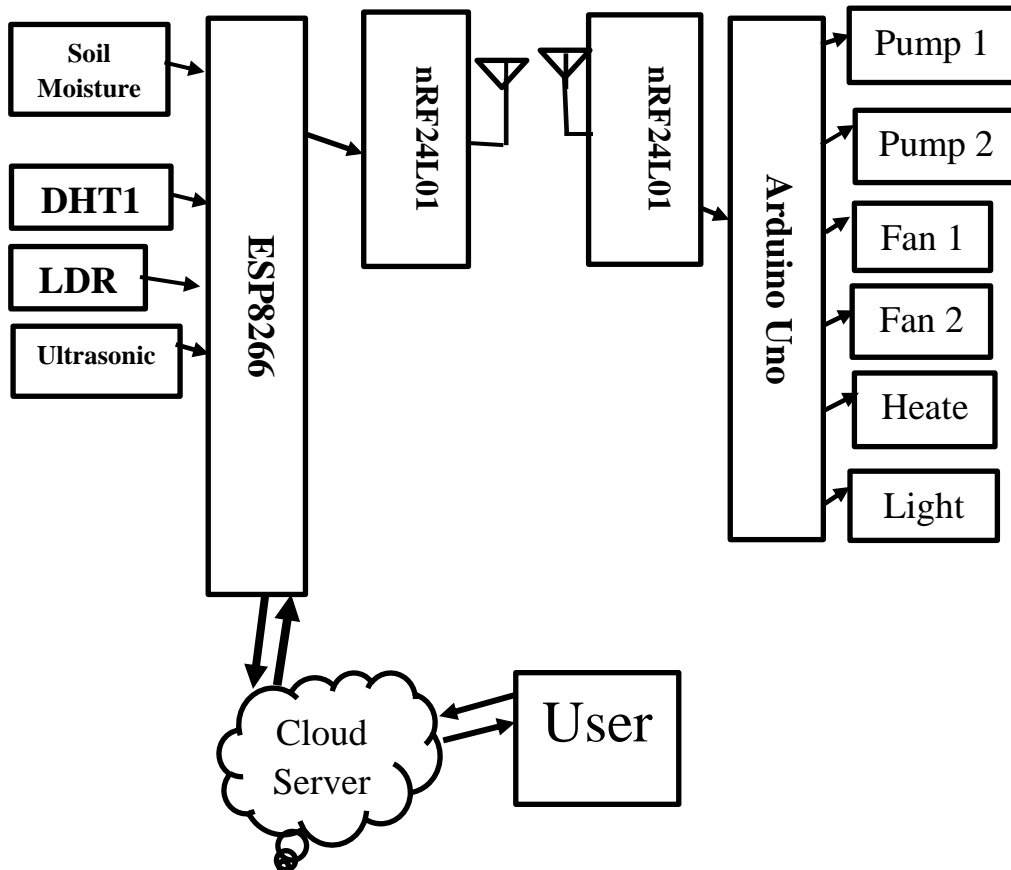 Soil
Moisture
DHT1
LDR
Ultrasonic
ESP8266
nRF24L01
nRF24L01
Arduino Uno
Pump 1
Pump 2
Fan 1
Fan 2
Heate
Light
Cloud
Server
User